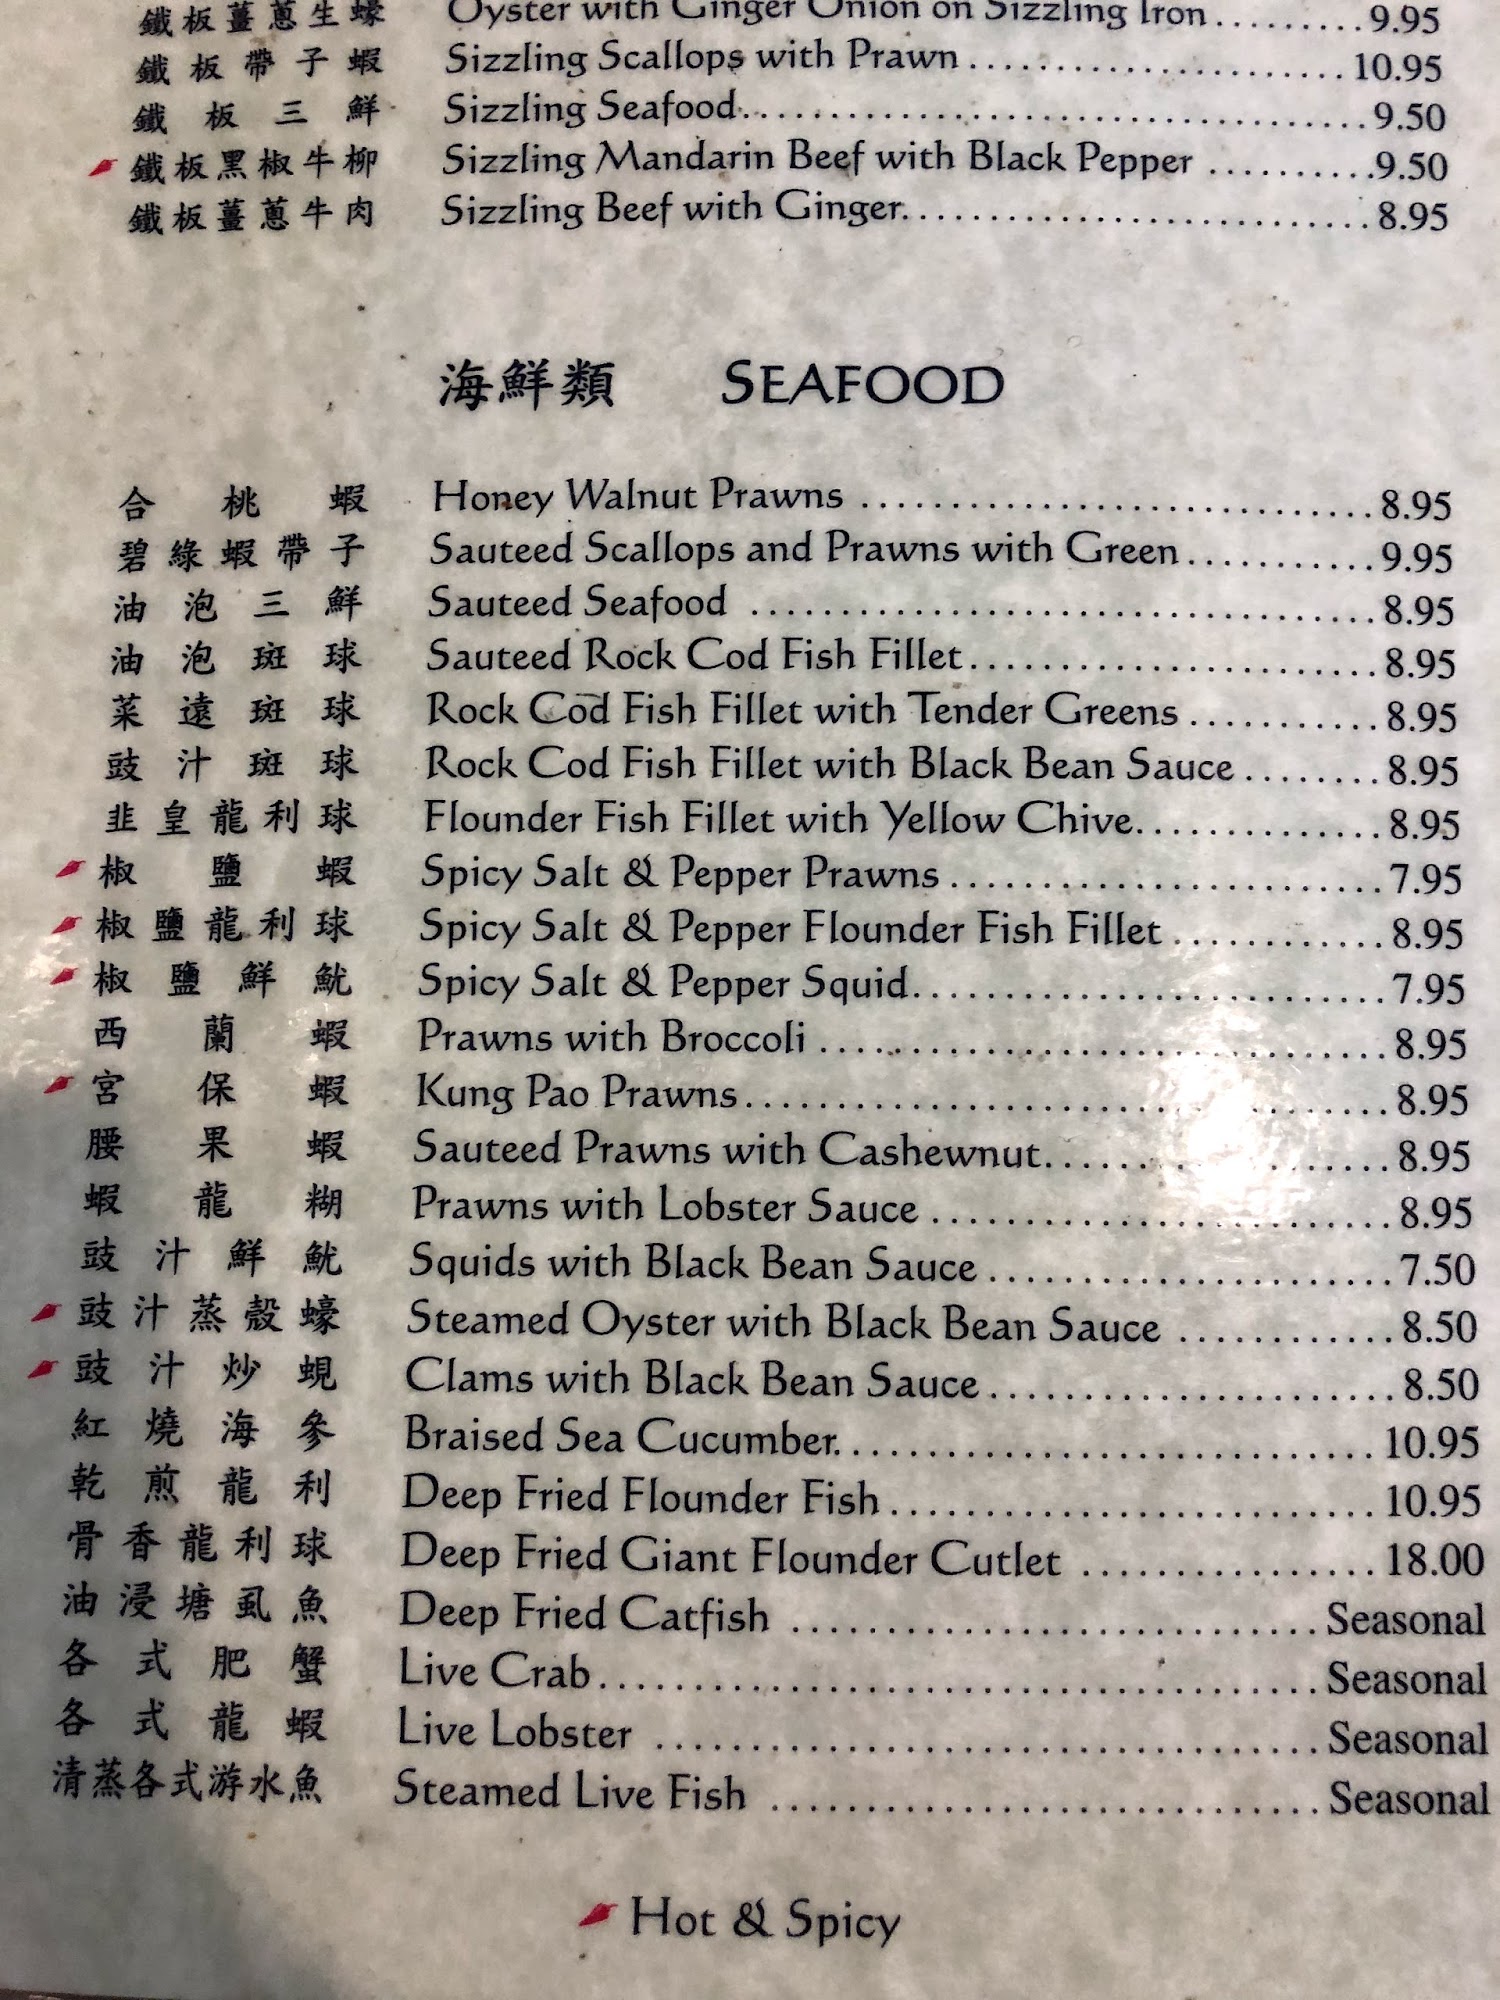 鐵板薑蔥生蠔 Oyster with Ginger Onion on Sizzling Iron.........9.95
鐵板帶子蝦 Sizzling Scallops with Prawn......................10.95
鐵板三鮮 Sizzling Seafood....................................9.50
鐵板黑椒牛柳 Sizzling Mandarin Beef with Black Pepper ..........9.50
鐵板薑蔥牛肉 Sizzling Beef with Ginger...........................8.95
海鮮類 SEAFOOD
合桃蝦 Honey Walnut Prawns ..............................8.95
碧綠蝦帶子 Sauteed Scallops and Prawns with Green...........9.95
油泡三鮮 Sauteed Seafood ....................................8.95
油泡斑球 Sauteed Rock Cod Fish Fillet........................8.95
菜遠斑球 Rock Cod Fish Fillet with Tender Greens ...........8.95
豉汁斑球 Rock Cod Fish Fillet with Black Bean Sauce ........8.95
韭皇龍利球 Flounder Fish Fillet with Yellow Chive..............8.95
椒鹽蝦 Spicy Salt & Pepper Prawns.........................7.95
椒鹽龍利球 Spicy Salt & Pepper Flounder Fish Fillet ............8.95
椒鹽鮮魷 Spicy Salt & Pepper Squid...........................7.95
西蘭蝦 Prawns with Broccoli .................................8.95
宮保蝦 Kung Pao Prawns.....................................8.95
腰果蝦 Sauteed Prawns with Cashewnut....................8.95
蝦龍糊 Prawns with Lobster Sauce ...........................8.95
豉汁鮮魷 Squids with Black Bean Sauce ........................7.50
豉汁蒸殼蠔 Steamed Oyster with Black Bean Sauce .............8.50
豉汁炒蜆 Clams with Black Bean Sauce ........................8.50
紅燒海參 Braised Sea Cucumber................................10.95
乾煎龍利 Deep Fried Flounder Fish .............................10.95
骨香龍利球 Deep Fried Giant Flounder Cutlet .................18.00
油浸塘虱魚 Deep Fried Catfish ...............................Seasonal
各式肥蟹 Live Crab..........................................Seasonal
各式龍蝦 Live Lobster .......................................Seasonal
清蒸各式游水魚 Steamed Live Fish ................................Seasonal
Hot & Spicy